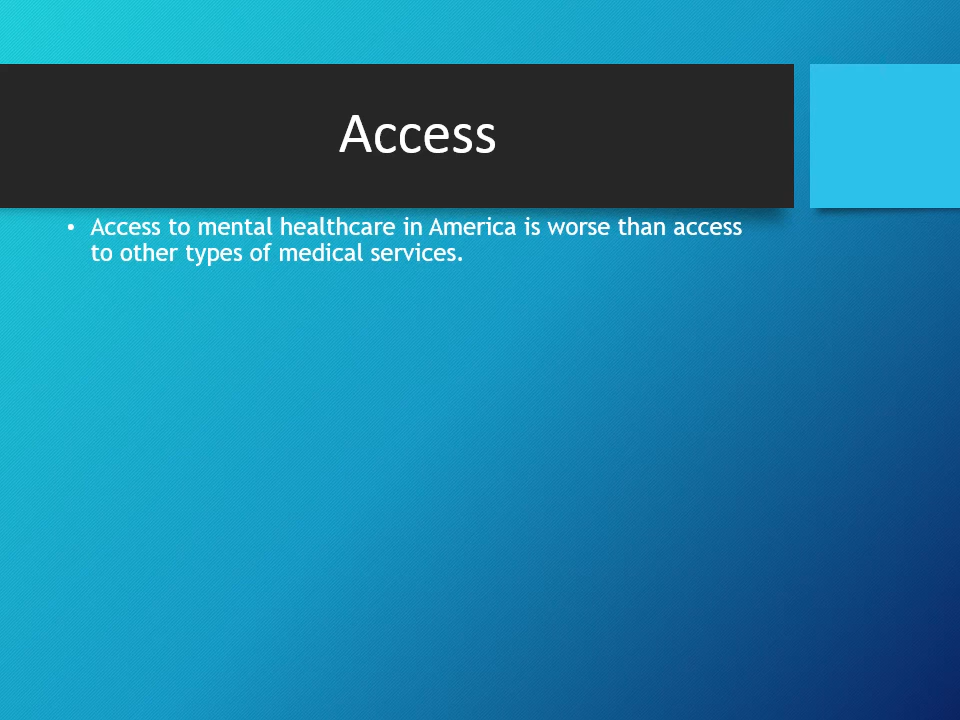 Access
• Access to mental healthcare in America is worse than access
to other types of medical services.